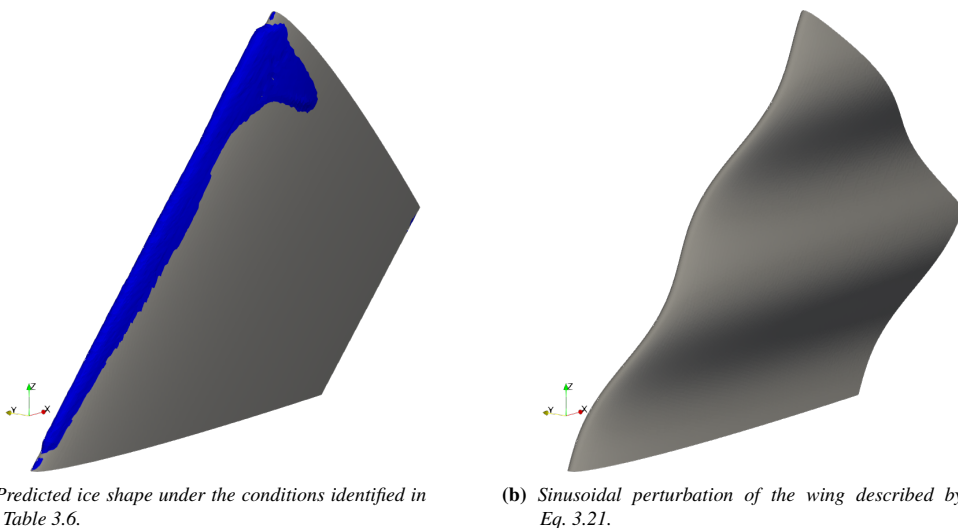 Z
Y
X
Z
Y
X
Predicted ice shape under the conditions identified in
Table 3.6.
(b) Sinusoidal perturbation of the wing described by
Eq. 3.21.